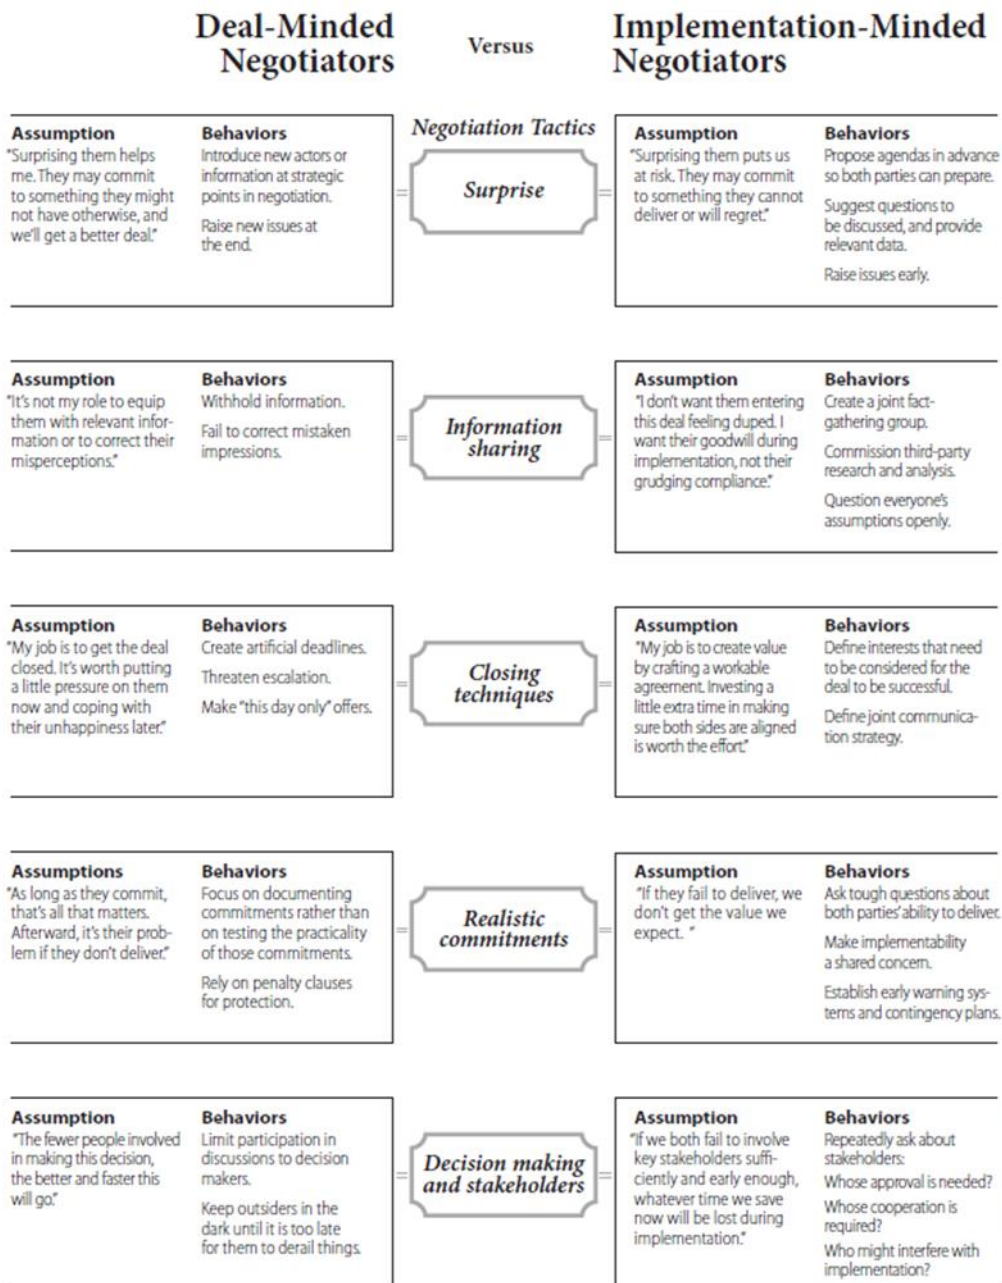 Deal-Minded
Negotiators
Versus
Implementation-Minded
Negotiators
Negotiation Tactics
Assumption
"Surprising them helps
me. They may commit
to something they might
not have otherwise, and
we'll get a better deal."
Behaviors
Introduce new actors or
information at strategic
points in negotiation.
Raise new issues at
the end.
Surprise
Assumption
"Surprising them puts us
at risk. They may commit
to something they cannot
deliver or will regret."
Behaviors
Propose agendas in advance
so both parties can prepare.
Suggest questions to
be discussed, and provide
relevant data.
Raise issues early.
Assumption
"It's not my role to equip
them with relevant infor-
mation or to correct their
misperceptions."
Behaviors
Withhold information.
Fail to correct mistaken
impressions.
Information
sharing
Assumption
"I don't want them entering
this deal feeling duped. I
want their goodwill during
implementation, not their
grudging compliance."
Behaviors
Create a joint fact-
gathering group.
Commission third-party
research and analysis.
Question everyone's
assumptions openly.
Assumption
"My job is to get the deal
closed. It's worth putting
a little pressure on them
now and coping with
their unhappiness later."
Behaviors
Create artificial deadlines.
Threaten escalation.
Make "this day only" offers.
Closing
techniques
Assumption
"My job is to create value
by crafting a workable
agreement. Investing a
little extra time in making
sure both sides are aligned
is worth the effort."
Behaviors
Define interests that need
to be considered for the
deal to be successful.
Define joint communica-
tion strategy.
Assumptions
"As long as they commit,
that's all that matters.
Afterward, it's their prob-
lem if they don't deliver."
Behaviors
Focus on documenting
commitments rather than
on testing the practicality
of those commitments.
Rely on penalty clauses
for protection.
Realistic
commitments
Assumption
"If they fail to deliver, we
don't get the value we
expect. "
Behaviors
Ask tough questions about
both parties' ability to deliver.
Make implementability
a shared concern.
Establish early warning sys-
tems and contingency plans.
Assumption
"The fewer people involved
in making this decision,
the better and faster this
will go."
Behaviors
Limit participation in
discussions to decision
makers.
Keep outsiders in the
dark until it is too late
for them to derail things.
Decision making
and stakeholders
Assumption
"If we both fail to involve
key stakeholders suffi-
ciently and early enough,
whatever time we save
now will be lost during
implementation."
Behaviors
Repeatedly ask about
stakeholders:
Whose approval is needed?
Whose cooperation is
required?
Who might interfere with
implementation?